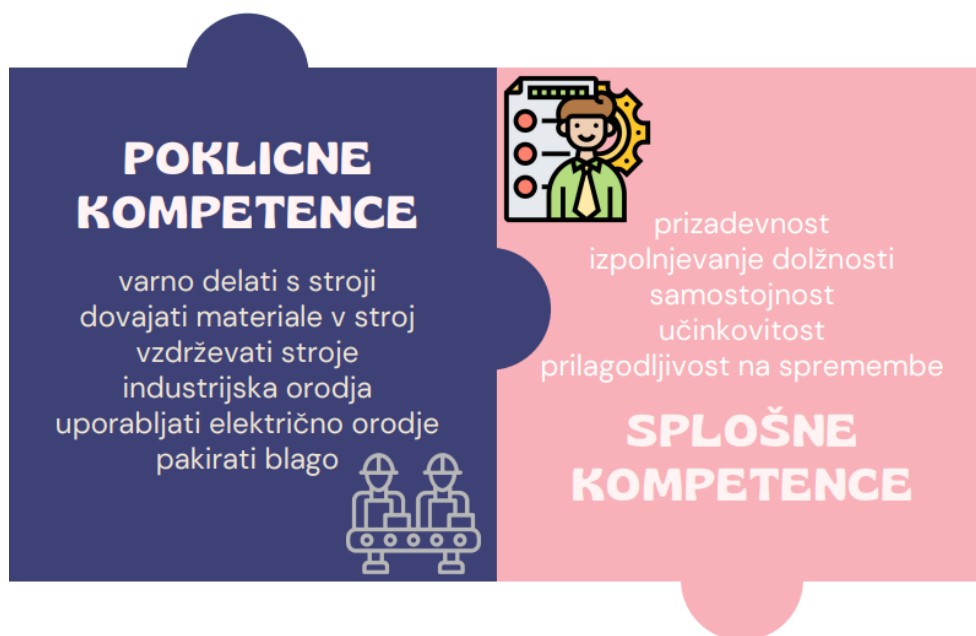 POKLICNE
KOMPETENCE
varno delati s stroji
dovajati materiale v stroj
vzdrževati stroje
industrijska orodja
uporabljati električno orodje
pakirati blago
prizadevnost
izpolnjevanje dolžnosti
samostojnost
učinkovitost
prilagodljivost na spremembe
SPLOŠNE
KOMPETENCE